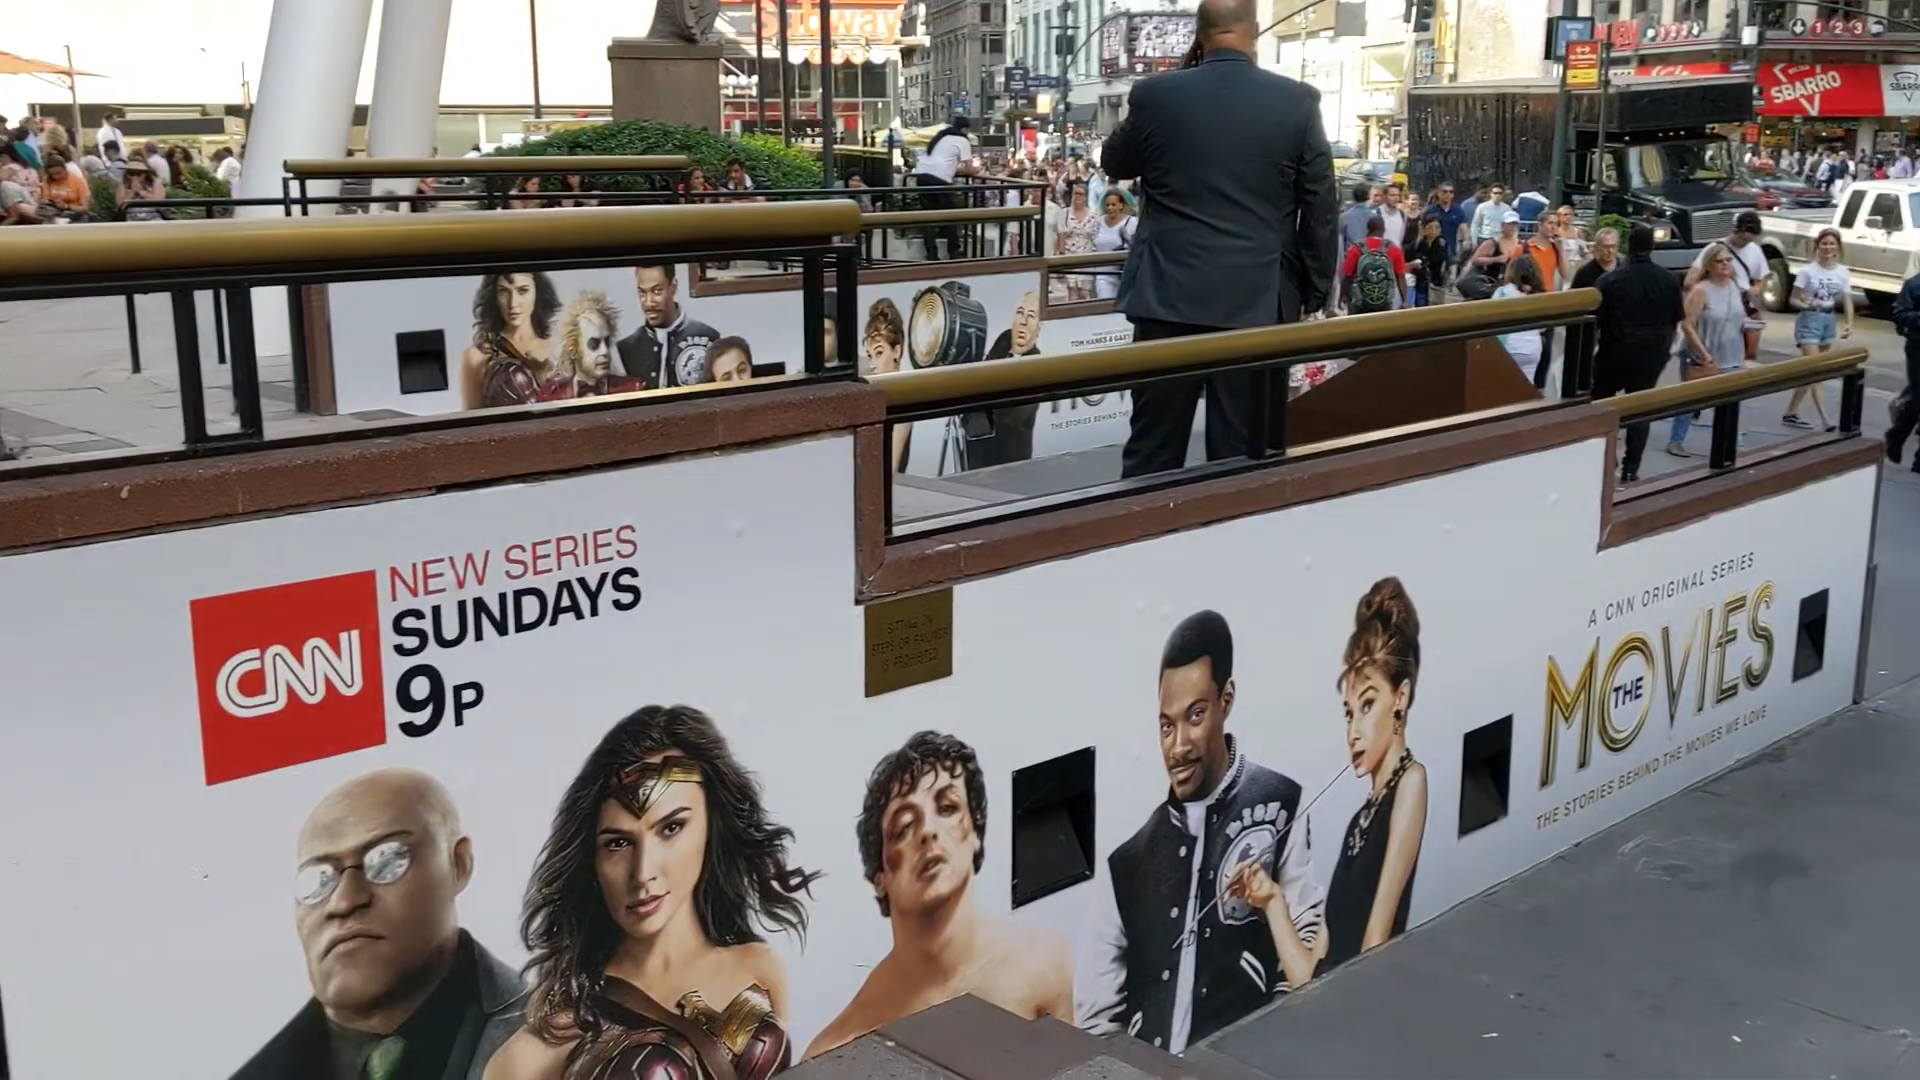 Subway
SBARRO
SBARRO
1 2 3
TOM HANKS & GARY
THE STORIES BEHIND THE
CNN
NEW SERIES
SUNDAYS
9P
SITTING ON
STEPS OR RAILINGS
IS PROHIBITED
A CNN ORIGINAL SERIES
THE MOVIES
THE STORIES BEHIND THE MOVIES WE LOVE